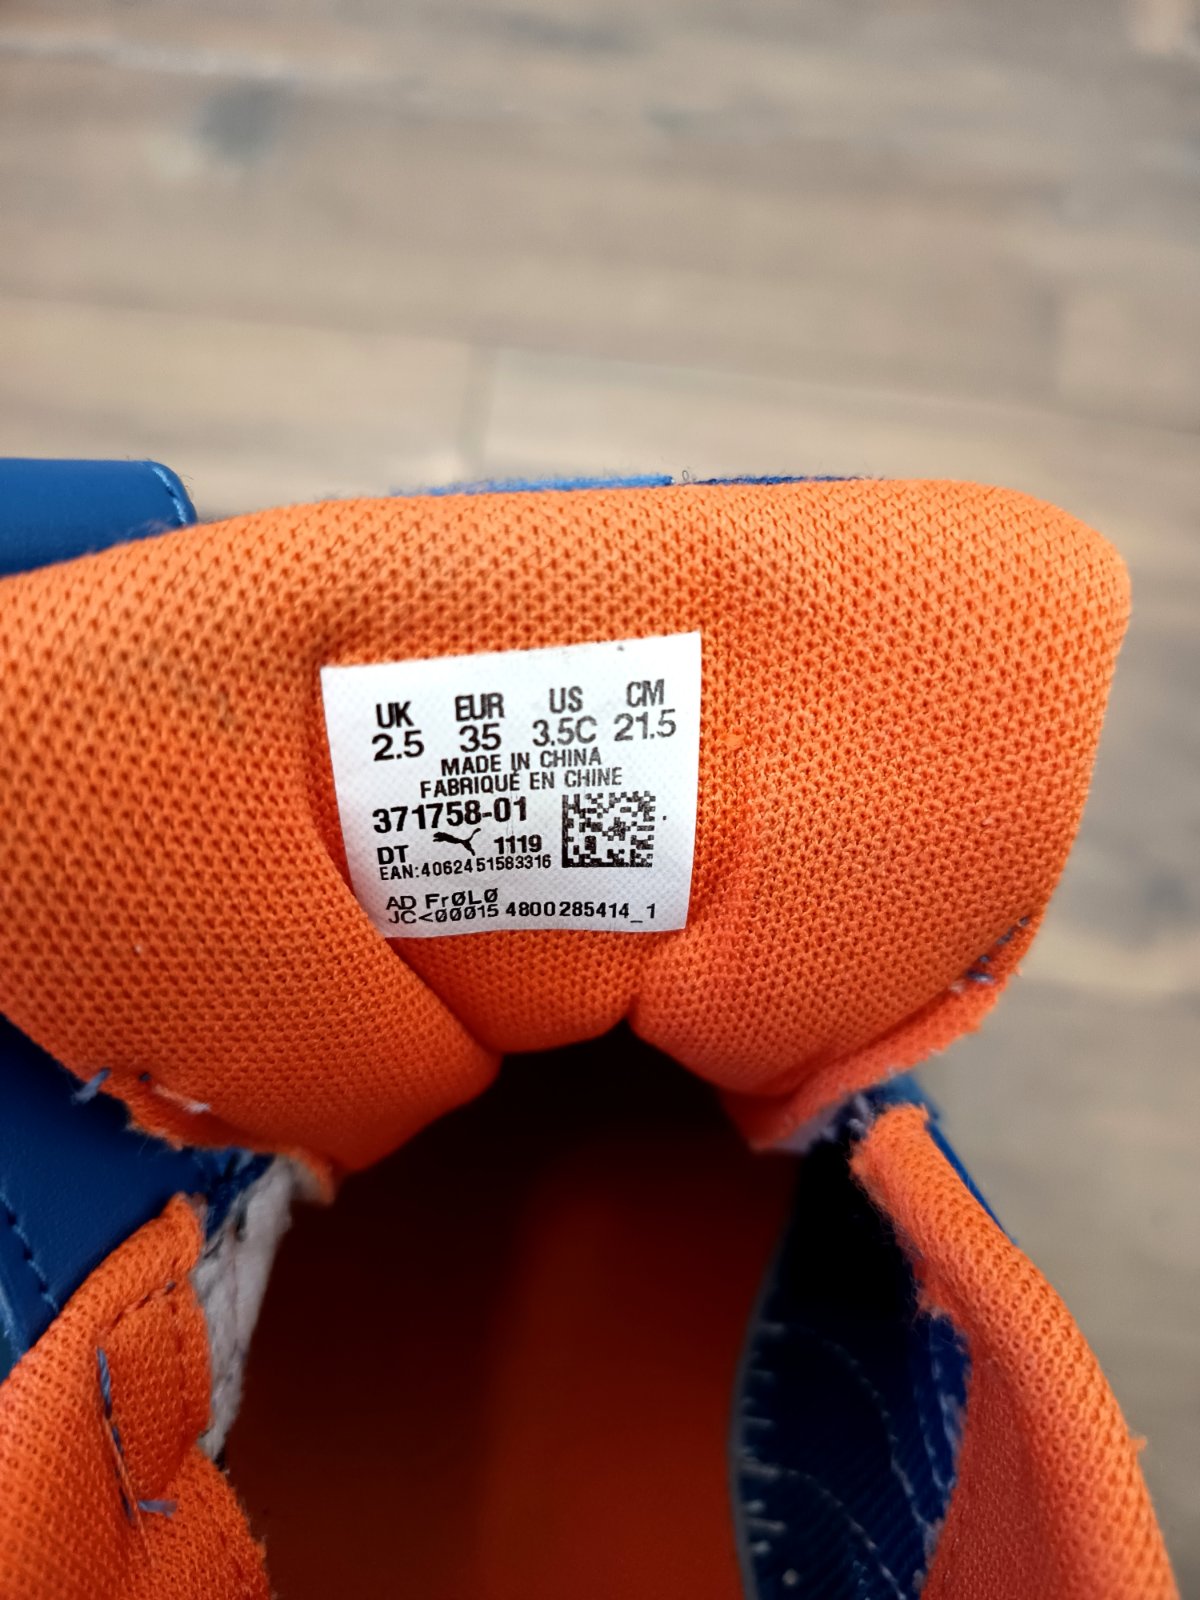 UK EUR US CM
2.5 35 3.5C 21.5
MADE IN CHINA
FABRIQUÉ EN CHINE
371758-01
DT 1119
EAN:4062451583316
AD FrØLØ
JC<00015 4800285414_1